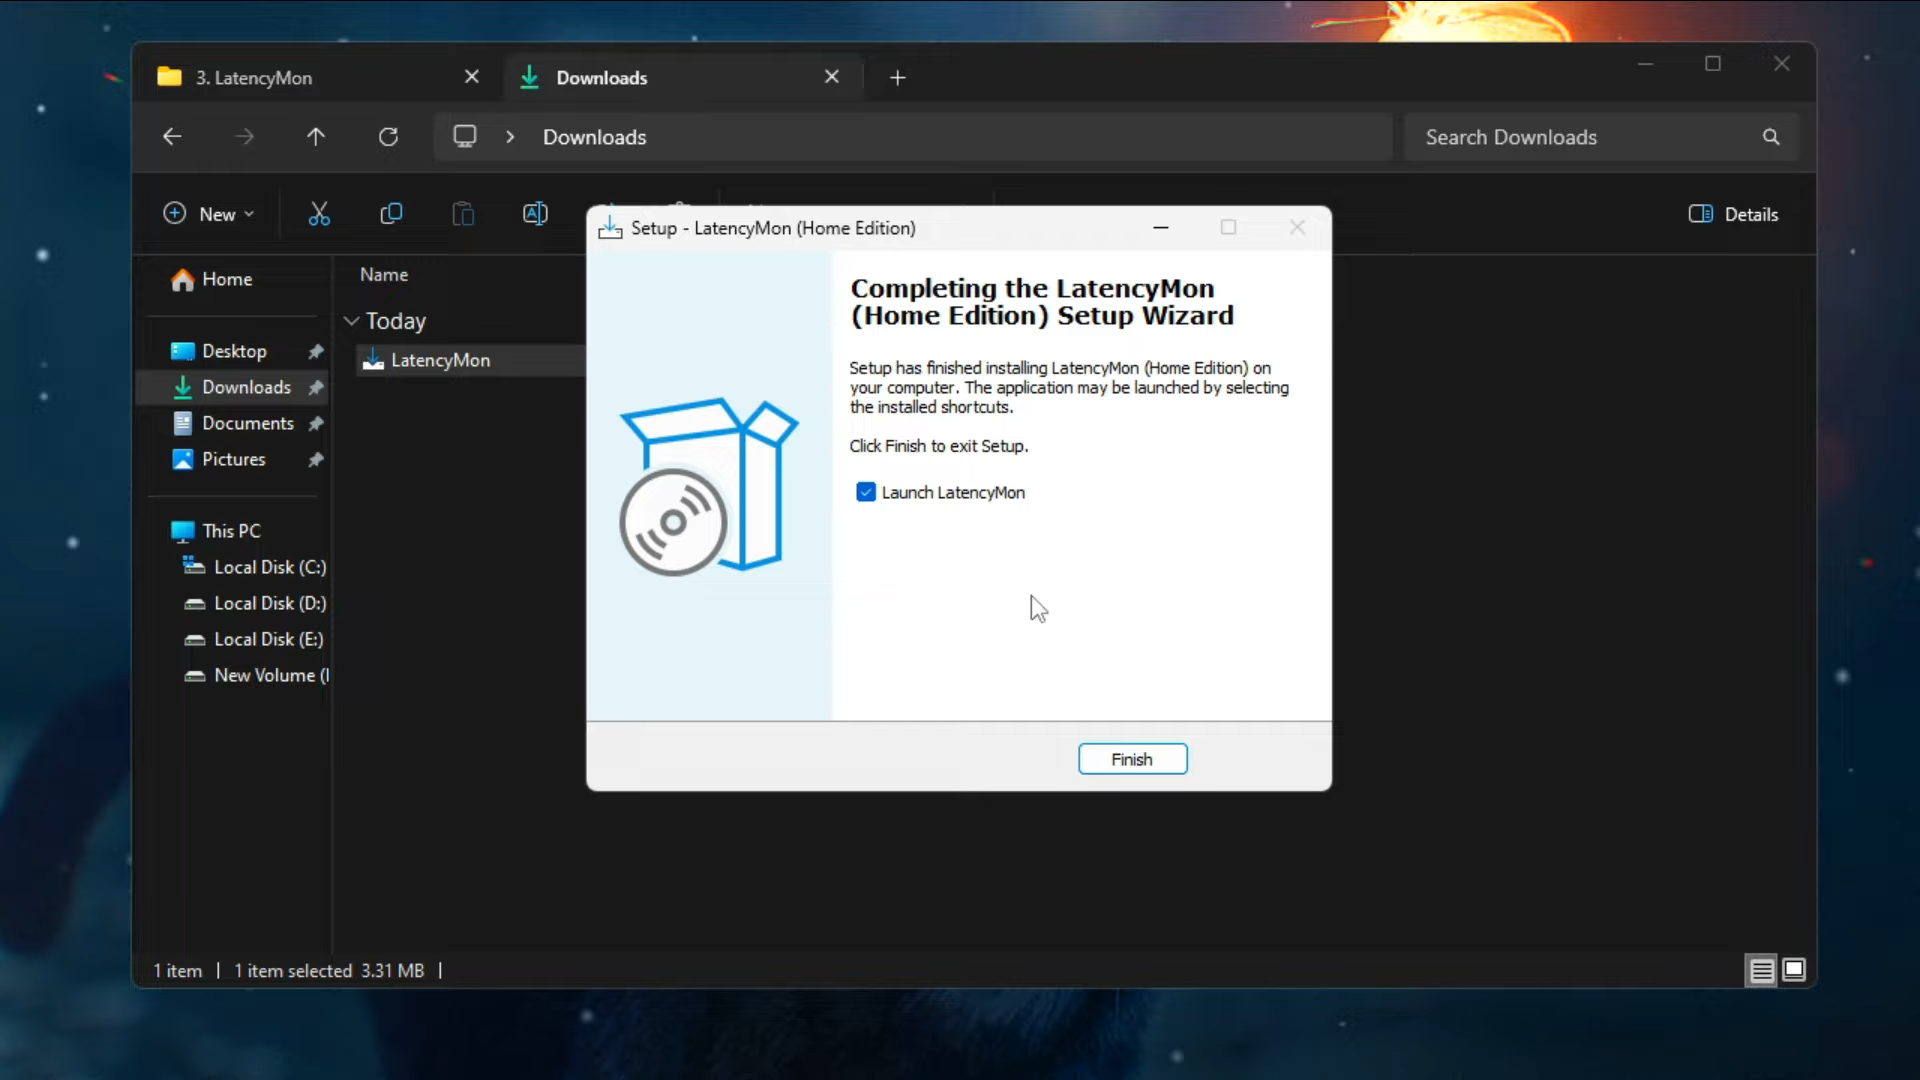 3. LatencyMon
Downloads
Downloads
Search Downloads
New
Details
Setup - LatencyMon (Home Edition)
Home
Name
Completing the LatencyMon
(Home Edition) Setup Wizard
Today
Desktop
LatencyMon
Setup has finished installing LatencyMon (Home Edition) on
your computer. The application may be launched by selecting
the installed shortcuts.
Downloads
Documents
Click Finish to exit Setup.
Pictures
Launch LatencyMon
This PC
Local Disk (C:)
Local Disk (D:)
Local Disk (E:)
New Volume (
Finish
1 item
1 item selected 3.31 MB